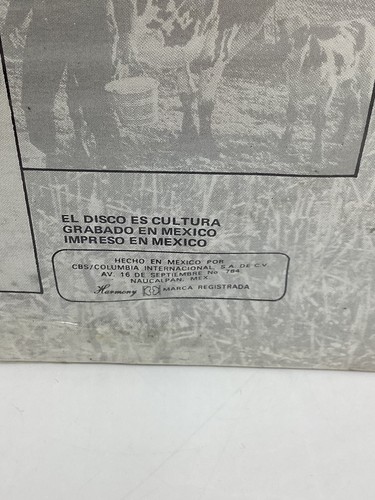 EL DISCO ES CULTURA
GRABADO EN MEXICO
IMPRESO EN MEXICO
HECHO EN MEXICO POR
CBS/COLUMBIA INTERNACIONAL, S.A. DE C.V.
AV. 16 DE SEPTIEMBRE No. 784,
NAUCALPAN, MEX.
Harmony MARCA REGISTRADA